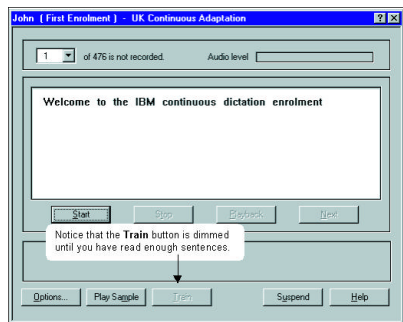 John ( First Enrolment ) - UK Continuous Adaptation
1 of 476 is not recorded. Audio level
Welcome to the IBM continuous dictation enrolment
Start Stop Playback Next
Notice that the Train button is dimmed
until you have read enough sentences.
Options... Play Sample Train Suspend Help